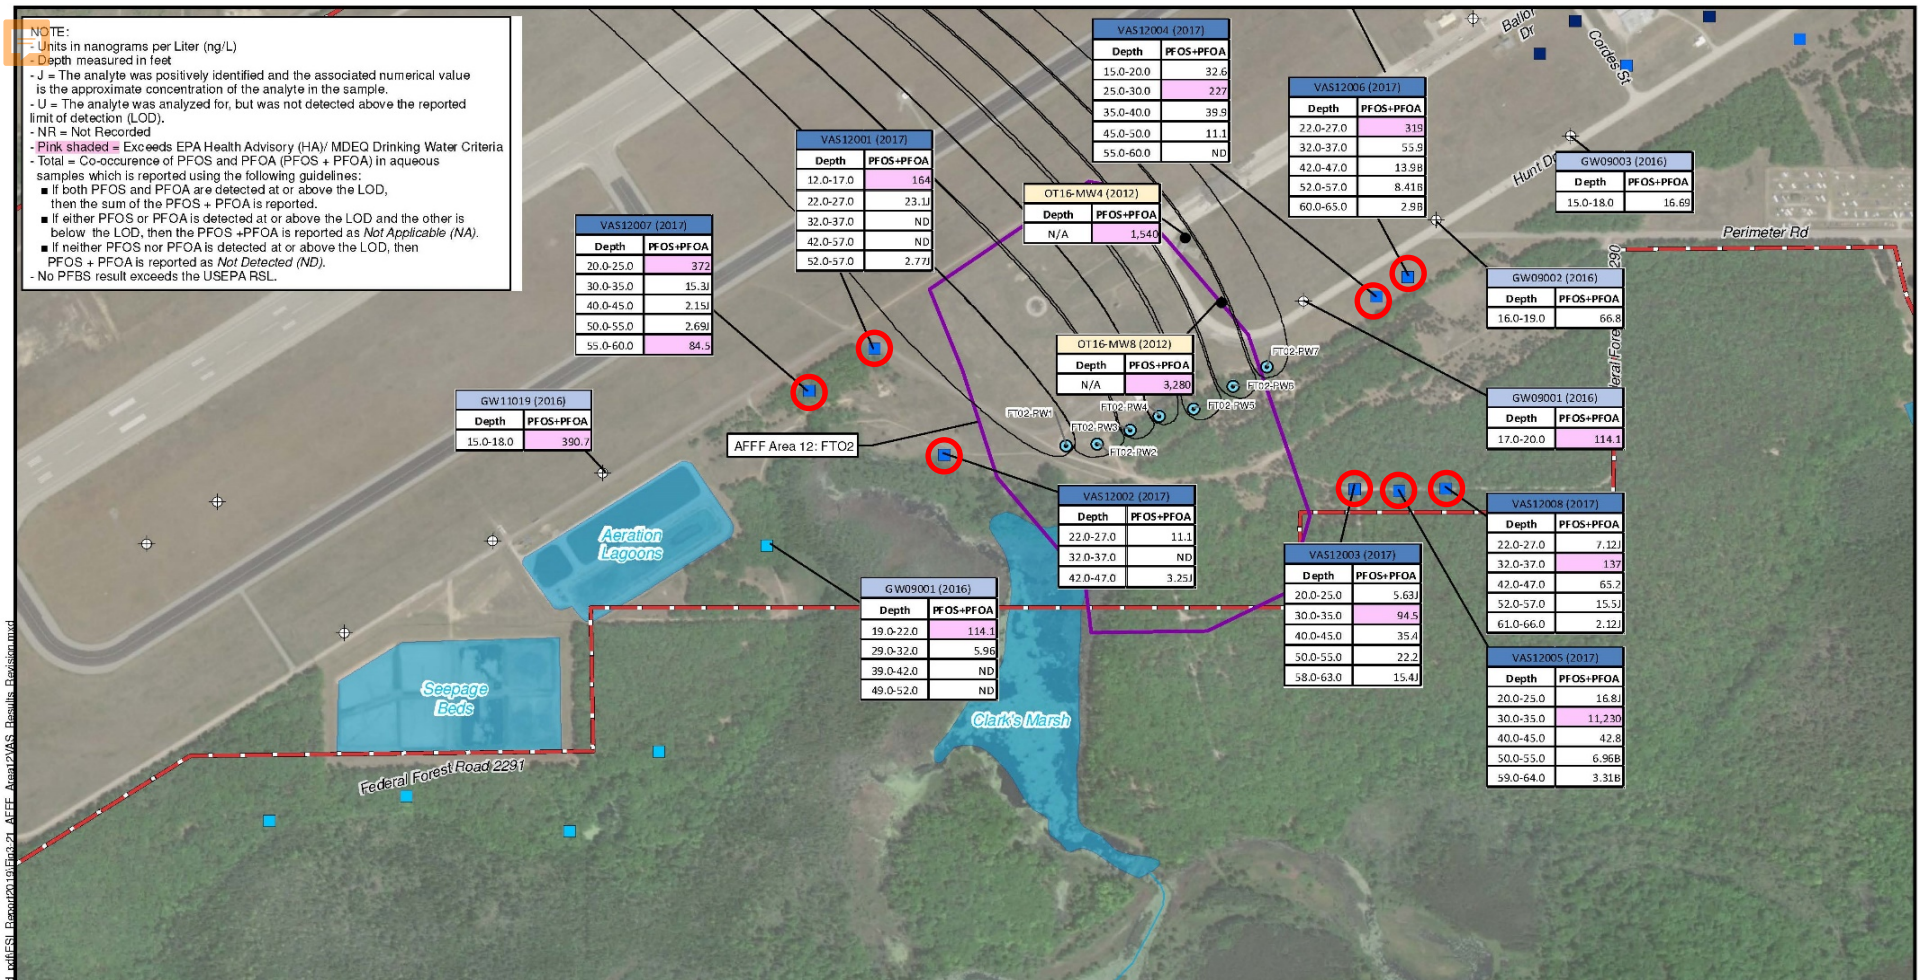 NOTE:
- Units in nanograms per Liter (ng/L)
- Depth measured in feet
- J = The analyte was positively identified and the associated numerical value
is the approximate concentration of the analyte in the sample.
- U = The analyte was analyzed for, but was not detected above the reported
limit of detection (LOD).
- NR = Not Recorded
- Pink shaded = Exceeds EPA Health Advisory (HA)/ MDEQ Drinking Water Criteria
- Total = Co-occurence of PFOS and PFOA (PFOS + PFOA) in aqueous
samples which is reported using the following guidelines:
■ If both PFOS and PFOA are detected at or above the LOD,
then the sum of the PFOS + PFOA is reported.
■ If either PFOS or PFOA is detected at or above the LOD and the other is
below the LOD, then the PFOS +PFOA is reported as Not Applicable (NA).
■ If neither PFOS nor PFOA is detected at or above the LOD, then
PFOS + PFOA is reported as Not Detected (ND).
- No PFBS result exceeds the USEPA RSL.
VAS12004 (2017)
Depth PFOS+PFOA
15.0-20.0 32.6
25.0-30.0 227
35.0-40.0 39.9
45.0-50.0 11.1
55.0-60.0 ND
VAS12006 (2017)
Depth PFOS+PFOA
22.0-27.0 319
32.0-37.0 55.9
42.0-47.0 13.9B
52.0-57.0 8.41B
60.0-65.0 2.9B
Ballor
Dr
Cordes St
Hunt Dr
GW09003 (2016)
Depth PFOS+PFOA
15.0-18.0 16.69
Perimeter Rd
VAS12001 (2017)
Depth PFOS+PFOA
12.0-17.0 164
22.0-27.0 23.1J
32.0-37.0 ND
42.0-57.0 ND
52.0-57.0 2.77J
OT16-MW4 (2012)
Depth PFOS+PFOA
N/A 1,540
VAS12007 (2017)
Depth PFOS+PFOA
20.0-25.0 372
30.0-35.0 15.3J
40.0-45.0 2.15J
50.0-55.0 2.69J
55.0-60.0 84.5
GW09002 (2016)
Depth PFOS+PFOA
16.0-19.0 66.8
OT16-MW8 (2012)
Depth PFOS+PFOA
N/A 3,280
FT02-PW7
FT02-PW6
FT02-PW5
FT02-PW4
FT02-PW1
FT02-PW3
FT02-PW2
GW11019 (2016)
Depth PFOS+PFOA
15.0-18.0 390.7
GW09001 (2016)
Depth PFOS+PFOA
17.0-20.0 114.1
AFFF Area 12: FTO2
VAS12002 (2017)
Depth PFOS+PFOA
22.0-27.0 11.1
32.0-37.0 ND
42.0-47.0 3.25J
VAS12008 (2017)
Depth PFOS+PFOA
22.0-27.0 7.12J
32.0-37.0 137
42.0-47.0 65.2
52.0-57.0 15.5J
61.0-66.0 2.12J
Aeration
Lagoons
VAS12003 (2017)
Depth PFOS+PFOA
20.0-25.0 5.63J
30.0-35.0 94.5
40.0-45.0 35.4
50.0-55.0 22.2
58.0-63.0 15.4J
GW09001 (2016)
Depth PFOS+PFOA
19.0-22.0 114.1
29.0-32.0 5.96
39.0-42.0 ND
49.0-52.0 ND
VAS12005 (2017)
Depth PFOS+PFOA
20.0-25.0 16.8J
30.0-35.0 11,230
40.0-45.0 42.8
50.0-55.0 6.96B
59.0-64.0 3.31B
Seepage
Beds
Clark's Marsh
Federal Forest Road 2291